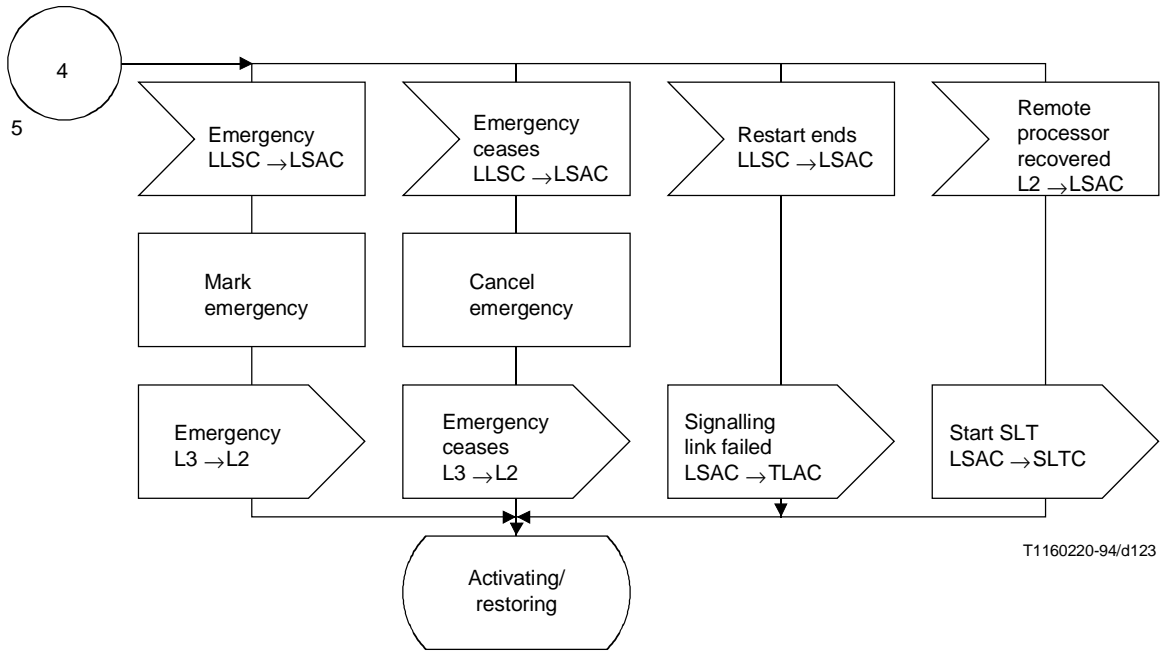 4
5
Emergency
LLSC → LSAC
Emergency
ceases
LLSC → LSAC
Restart ends
LLSC → LSAC
Remote
processor
recovered
L2 → LSAC
Mark
emergency
Cancel
emergency
Emergency
L3 → L2
Emergency
ceases
L3 → L2
Signalling
link failed
LSAC → TLAC
Start SLT
LSAC → SLTC
T1160220-94/d123
Activating/
restoring